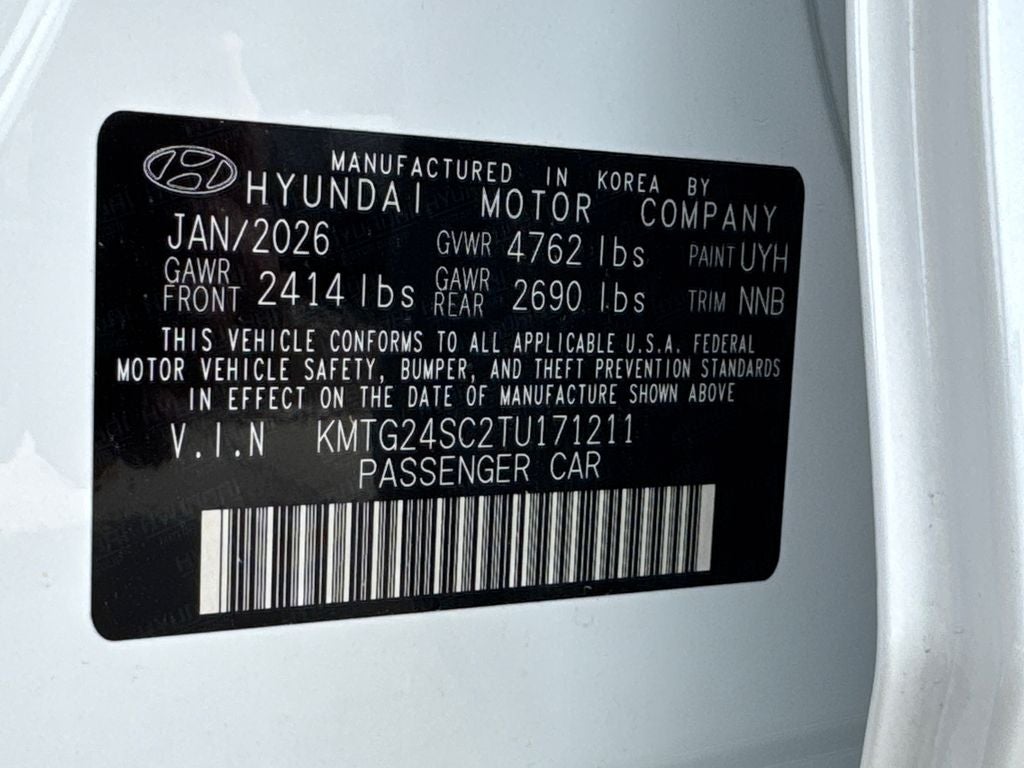 MANUFACTURED IN KOREA BY
HYUNDAI MOTOR COMPANY
JAN/2026 GVWR 4762 lbs PAINT UYH
GAWR FRONT 2414 lbs GAWR REAR 2690 lbs TRIM NNB
THIS VEHICLE CONFORMS TO ALL APPLICABLE U.S.A. FEDERAL
MOTOR VEHICLE SAFETY, BUMPER, AND THEFT PREVENTION STANDARDS
IN EFFECT ON THE DATE OF MANUFACTURE SHOWN ABOVE
V.I.N KMTG24SC2TU171211
PASSENGER CAR